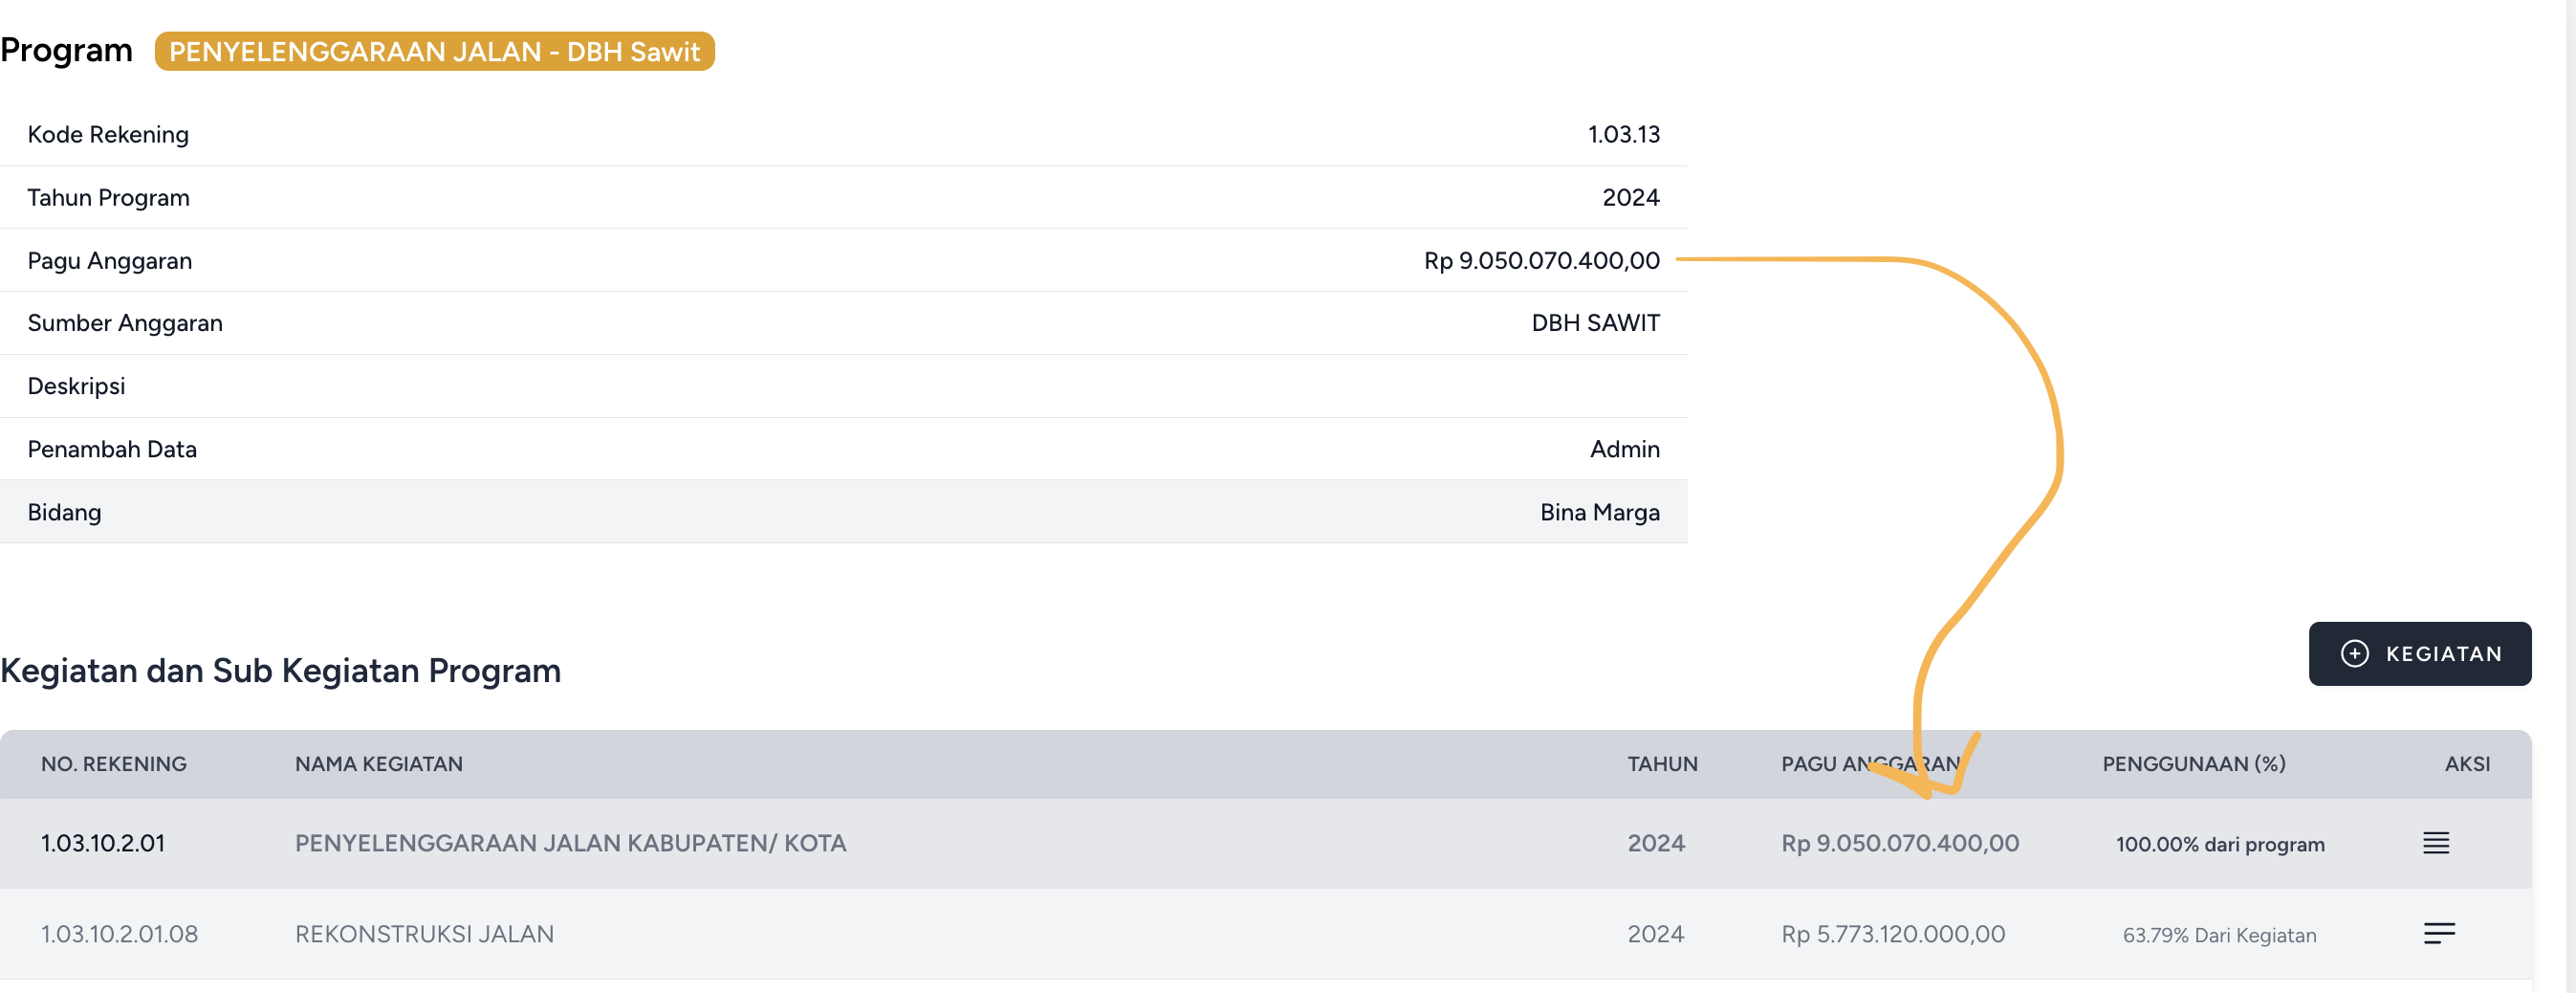 Program PENYELENGGARAAN JALAN - DBH Sawit
Kode Rekening 1.03.13
Tahun Program 2024
Pagu Anggaran Rp 9.050.070.400,00
Sumber Anggaran DBH SAWIT
Deskripsi
Penambah Data Admin
Bidang Bina Marga
Kegiatan dan Sub Kegiatan Program KEGIATAN
NO. REKENING NAMA KEGIATAN TAHUN PAGU ANGGARAN PENGGUNAAN (%) AKSI
1.03.10.2.01 PENYELENGGARAAN JALAN KABUPATEN/ KOTA 2024 Rp 9.050.070.400,00 100.00% dari program
1.03.10.2.01.08 REKONSTRUKSI JALAN 2024 Rp 5.773.120.000,00 63.79% Dari Kegiatan